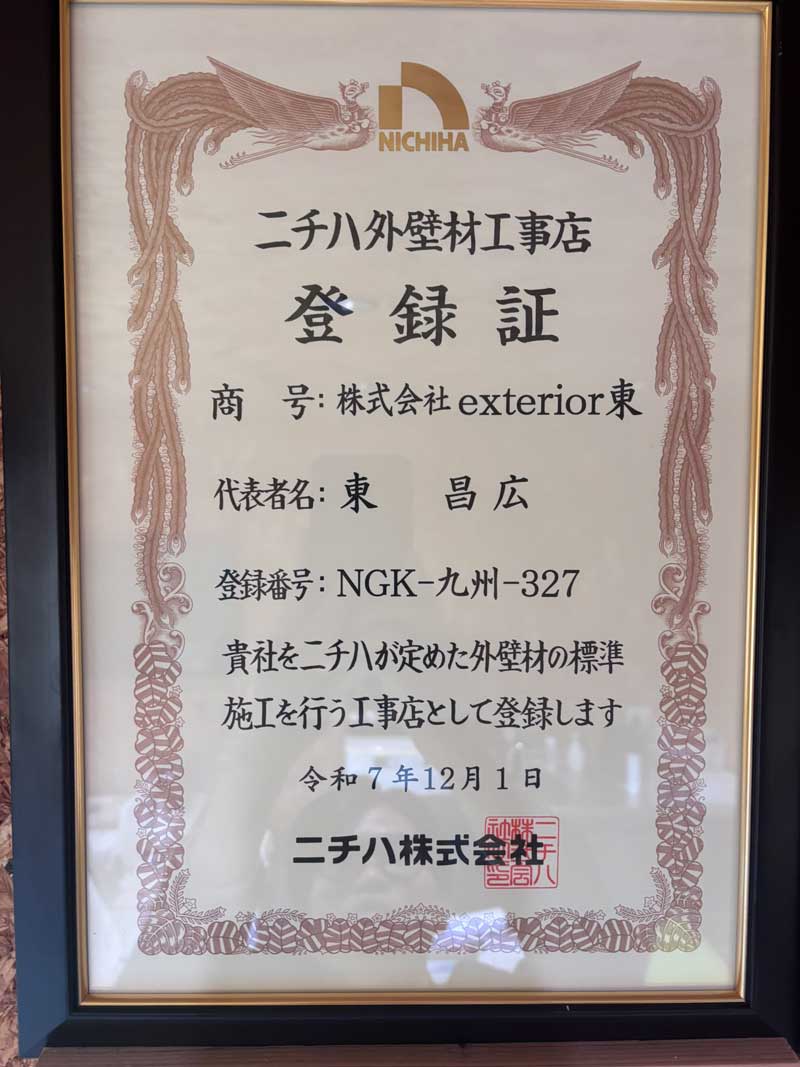 NICHIHA
ニチハ外壁材工事店
登録証
商　号：株式会社 exterior東
代表者名：東　昌広
登録番号：NGK-九州-327
貴社をニチハが定めた外壁材の標準
施工を行う工事店として登録します
令和7年12月1日
ニチハ株式会社